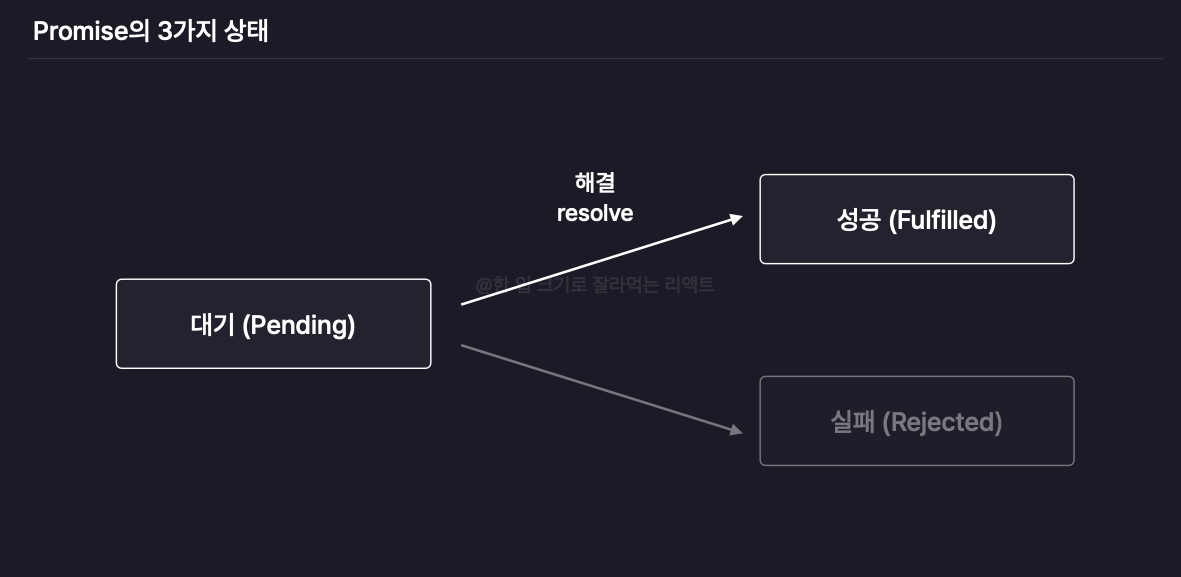 Promise의 3가지 상태
해결
resolve
성공 (Fulfilled)
@한 입 크기로 잘라먹는 리액트
대기 (Pending)
실패 (Rejected)